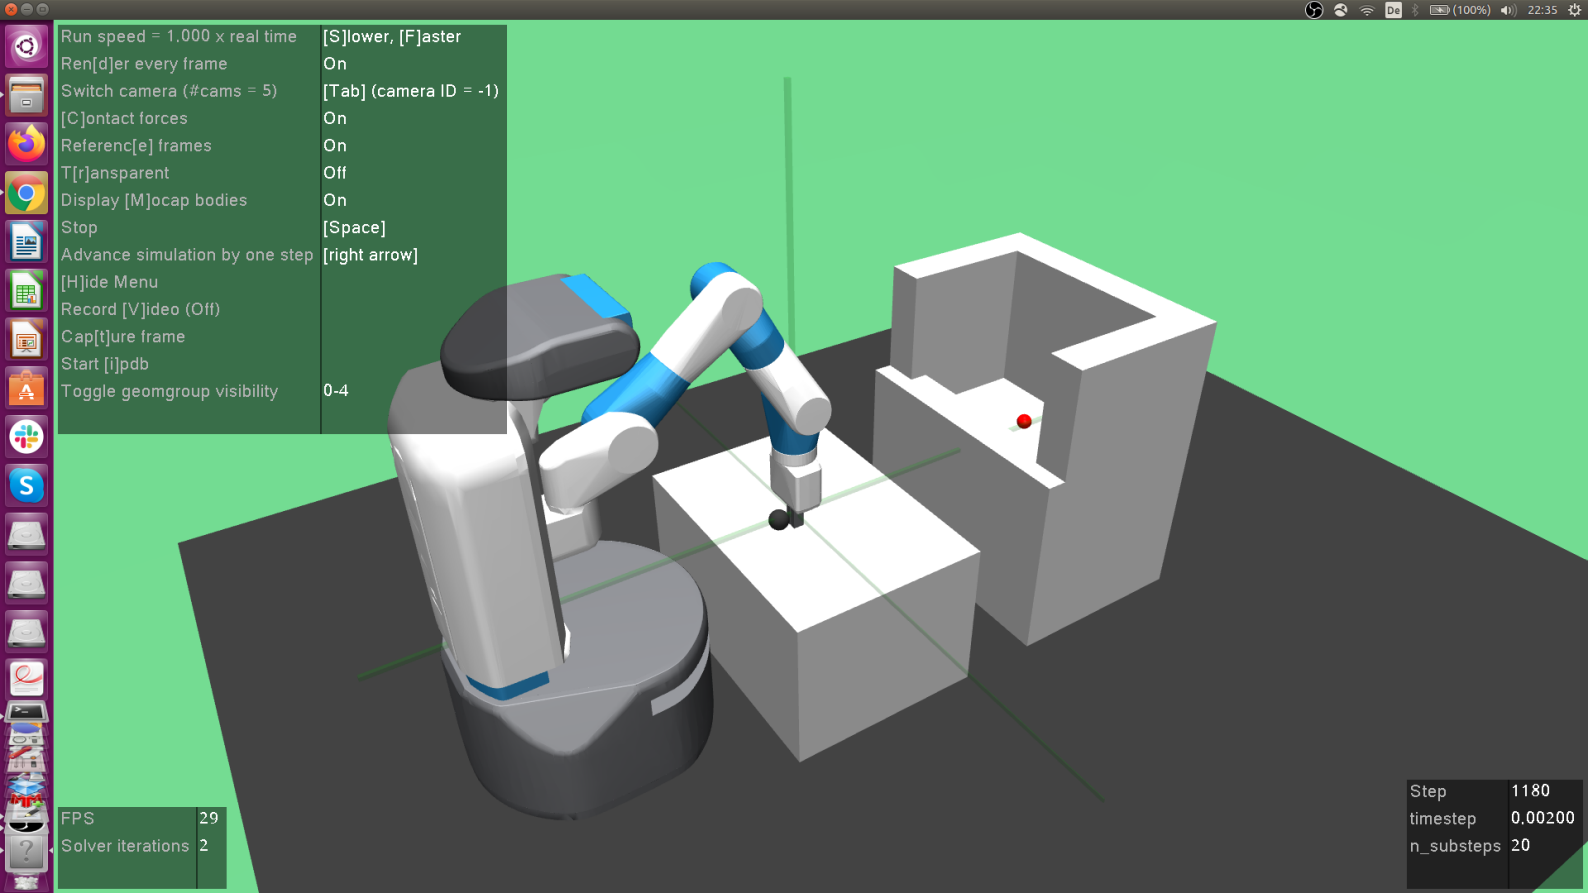 De (100%) 22:35
Run speed = 1.000 x real time [S]lower, [F]aster
Ren[d]er every frame On
Switch camera (#cams = 5) [Tab] (camera ID = -1)
[C]ontact forces On
Referenc[e] frames On
T[r]ansparent Off
Display [M]ocap bodies On
Stop [Space]
Advance simulation by one step [right arrow]
[H]ide Menu
Record [V]ideo (Off)
Cap[t]ure frame
Start [i]pdb
Toggle geomgroup visibility 0-4
FPS 29
Solver iterations 2
Step 1180
timestep 0.00200
n_substeps 20